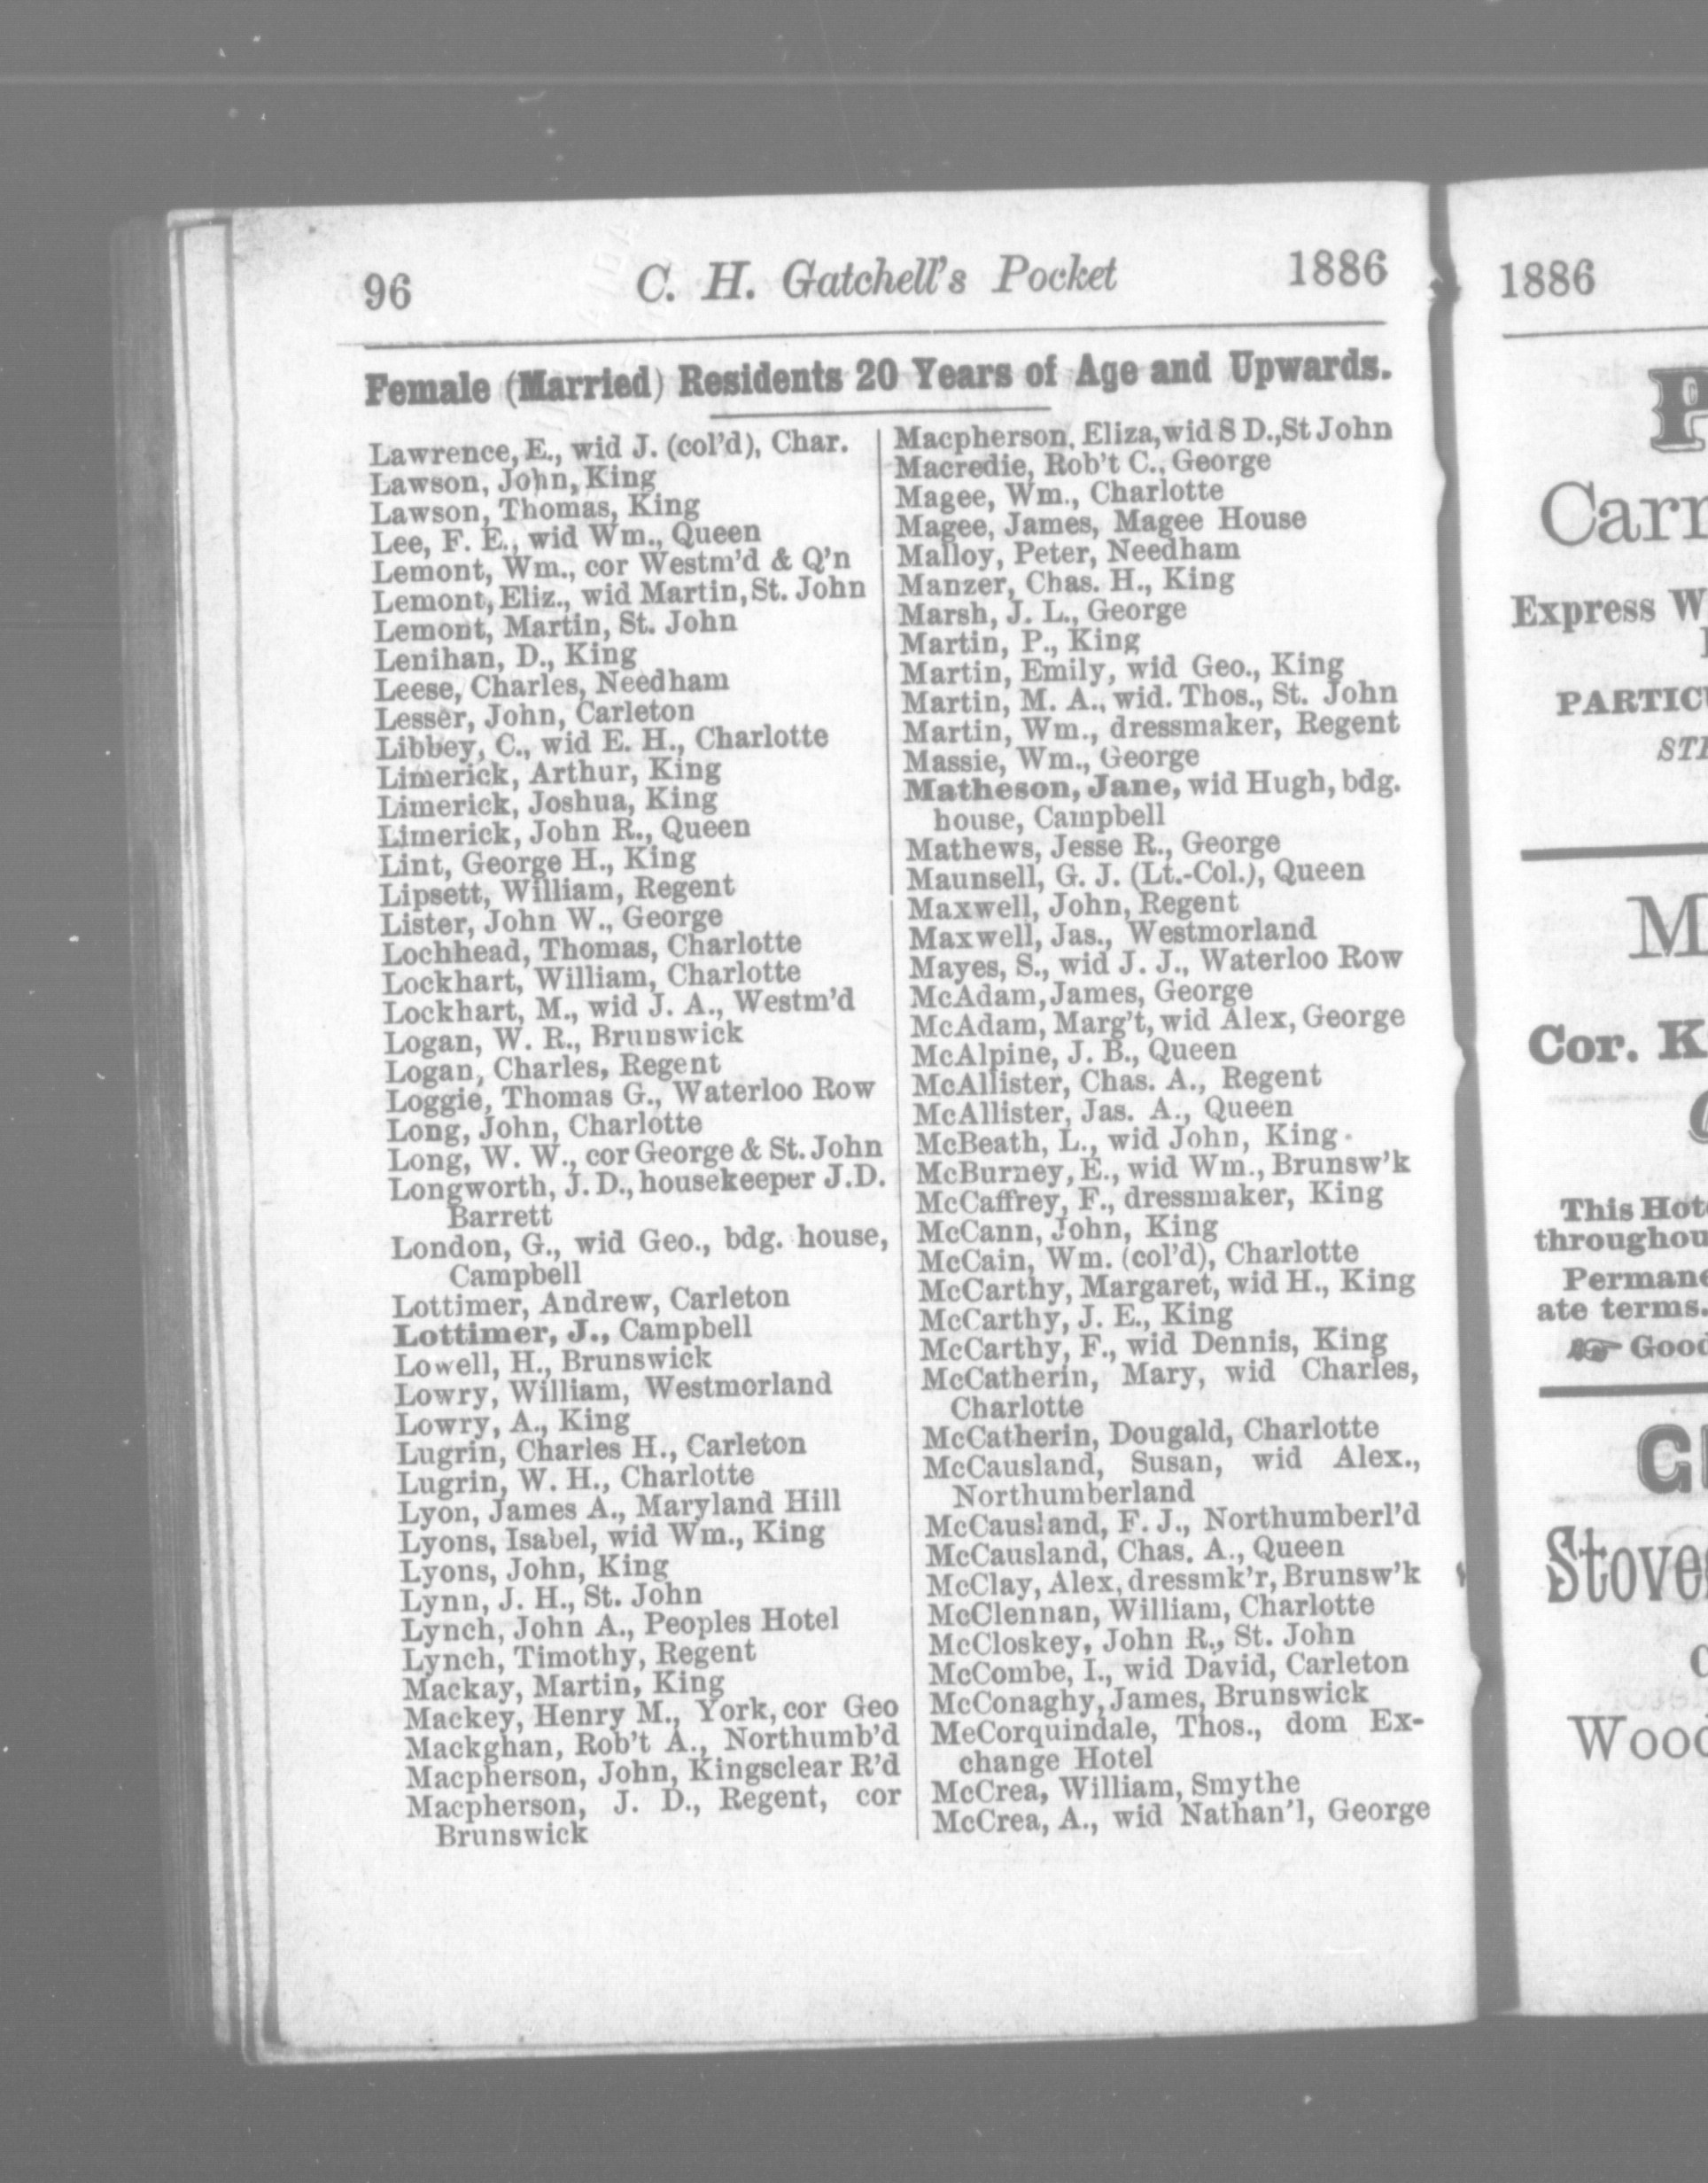 96 C. H. Gatchell's Pocket 1886
Female (Married) Residents 20 Years of Age and Upwards.
Lawrence, E., wid J. (col'd), Char.
Lawson, John, King
Lawson, Thomas, King
Lee, F. E., wid Wm., Queen
Lemont, Wm., cor Westm'd & Q'n
Lemont, Eliz., wid Martin, St. John
Lemont, Martin, St. John
Lenihan, D., King
Leese, Charles, Needham
Lesser, John, Carleton
Libbey, C., wid E. H., Charlotte
Limerick, Arthur, King
Limerick, Joshua, King
Limerick, John R., Queen
Lint, George H., King
Lipsett, William, Regent
Lister, John W., George
Lochhead, Thomas, Charlotte
Lockhart, William, Charlotte
Lockhart, M., wid J. A., Westm'd
Logan, W. R., Brunswick
Logan, Charles, Regent
Loggie, Thomas G., Waterloo Row
Long, John, Charlotte
Long, W. W., cor George & St. John
Longworth, J. D., housekeeper J.D.
Barrett
London, G., wid Geo., bdg. house,
Campbell
Lottimer, Andrew, Carleton
Lottimer, J., Campbell
Lowell, H., Brunswick
Lowry, William, Westmorland
Lowry, A., King
Lugrin, Charles H., Carleton
Lugrin, W. H., Charlotte
Lyon, James A., Maryland Hill
Lyons, Isabel, wid Wm., King
Lyons, John, King
Lynn, J. H., St. John
Lynch, John A., Peoples Hotel
Lynch, Timothy, Regent
Mackay, Martin, King
Mackey, Henry M., York, cor Geo
Mackghan, Rob't A., Northumb'd
Macpherson, John, Kingsclear R'd
Macpherson, J. D., Regent, cor
Brunswick
Macpherson, Eliza, wid S D., St John
Macredie, Rob't C., George
Magee, Wm., Charlotte
Magee, James, Magee House
Malloy, Peter, Needham
Manzer, Chas. H., King
Marsh, J. L., George
Martin, P., King
Martin, Emily, wid Geo., King
Martin, M. A., wid. Thos., St. John
Martin, Wm., dressmaker, Regent
Massie, Wm., George
Matheson, Jane, wid Hugh, bdg.
house, Campbell
Mathews, Jesse R., George
Maunsell, G. J. (Lt.-Col.), Queen
Maxwell, John, Regent
Maxwell, Jas., Westmorland
Mayes, S., wid J. J., Waterloo Row
McAdam, James, George
McAdam, Marg't, wid Alex, George
McAlpine, J. B., Queen
McAllister, Chas. A., Regent
McAllister, Jas. A., Queen
McBeath, L., wid John, King
McBurney, E., wid Wm., Brunsw'k
McCaffrey, F., dressmaker, King
McCann, John, King
McCain, Wm. (col'd), Charlotte
McCarthy, Margaret, wid H., King
McCarthy, J. E., King
McCarthy, F., wid Dennis, King
McCatherin, Mary, wid Charles,
Charlotte
McCatherin, Dougald, Charlotte
McCausland, Susan, wid Alex.,
Northumberland
McCausland, F. J., Northumberl'd
McCausland, Chas. A., Queen
McClay, Alex, dressmk'r, Brunsw'k
McClennan, William, Charlotte
McCloskey, John R., St. John
McCombe, I., wid David, Carleton
McConaghy, James, Brunswick
McCorquindale, Thos., dom Ex-
change Hotel
McCrea, William, Smythe
McCrea, A., wid Nathan'l, George
1886
Express
Cor.
This
Permane
ate terms.
Good